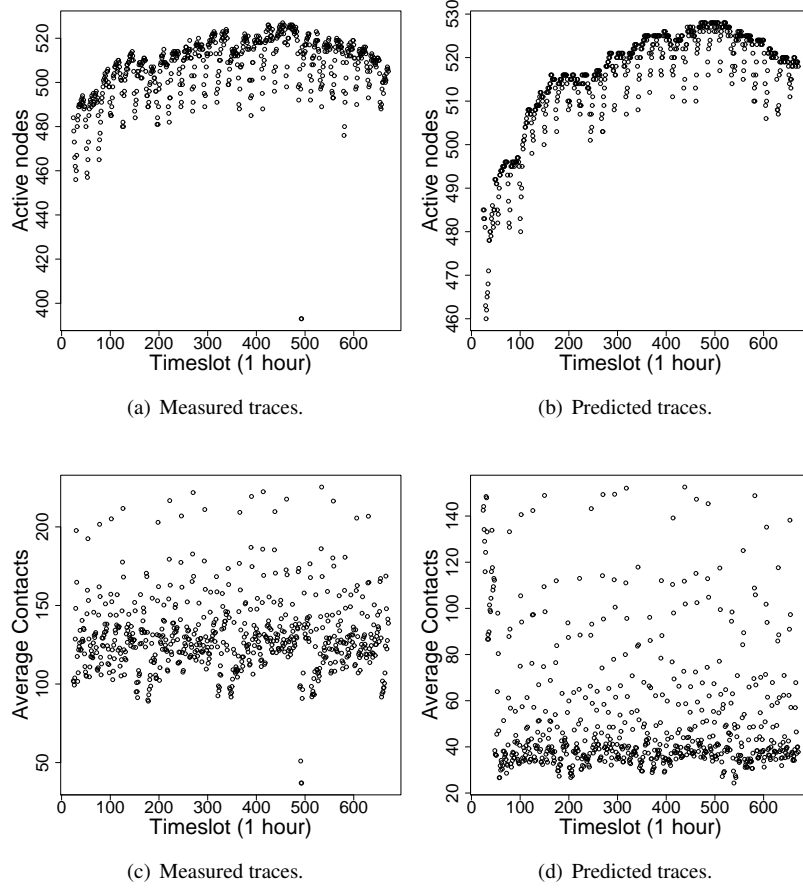 Active nodes
400 420 440 460 480 500 520
0 100 200 300 400 500 600
Timeslot (1 hour)
(a) Measured traces.
Active nodes
460 470 480 490 500 510 520 530
0 100 200 300 400 500 600
Timeslot (1 hour)
(b) Predicted traces.
Average Contacts
50 100 150 200
0 100 200 300 400 500 600
Timeslot (1 hour)
(c) Measured traces.
Average Contacts
20 40 60 80 100 120 140
0 100 200 300 400 500 600
Timeslot (1 hour)
(d) Predicted traces.